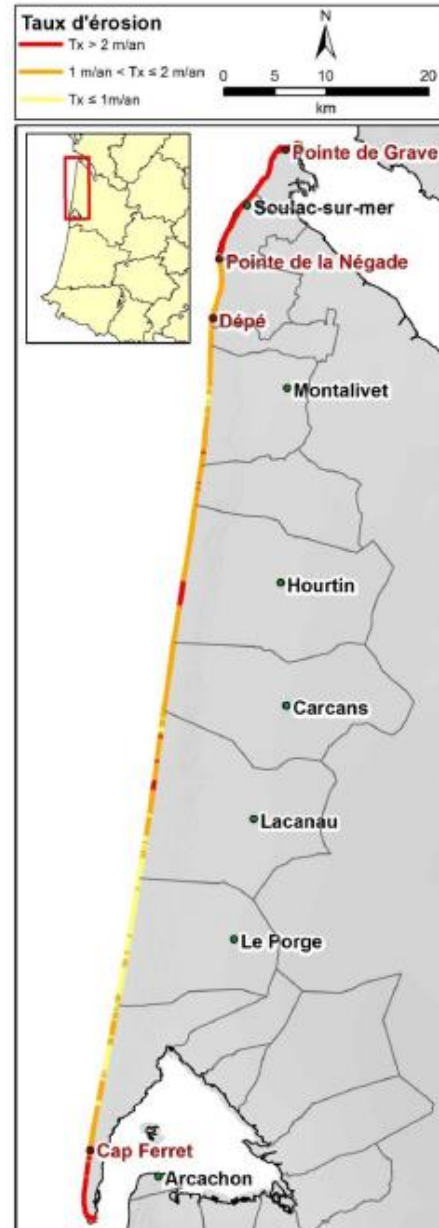 Taux d'érosion
Tx > 2 m/an
1 m/an < Tx ≤ 2 m/an
Tx ≤ 1m/an
N
0 5 10 20
km
Pointe de Grave
Soulac-sur-mer
Pointe de la Négade
Dépé
Montalivet
Hourtin
Carcans
Lacanau
Le Porge
Cap Ferret
Arcachon